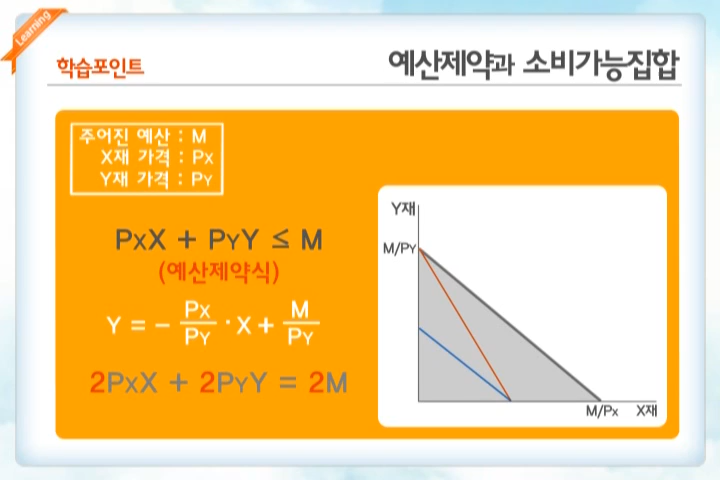 Learning
학습포인트
예산제약과 소비가능집합
주어진 예산 : M
X재 가격 : Px
Y재 가격 : PY
PxX + PYY ≤ M
(예산제약식)
Y = - Px/PY · X + M/PY
2PxX + 2PYY = 2M
Y재
M/PY
M/Px X재